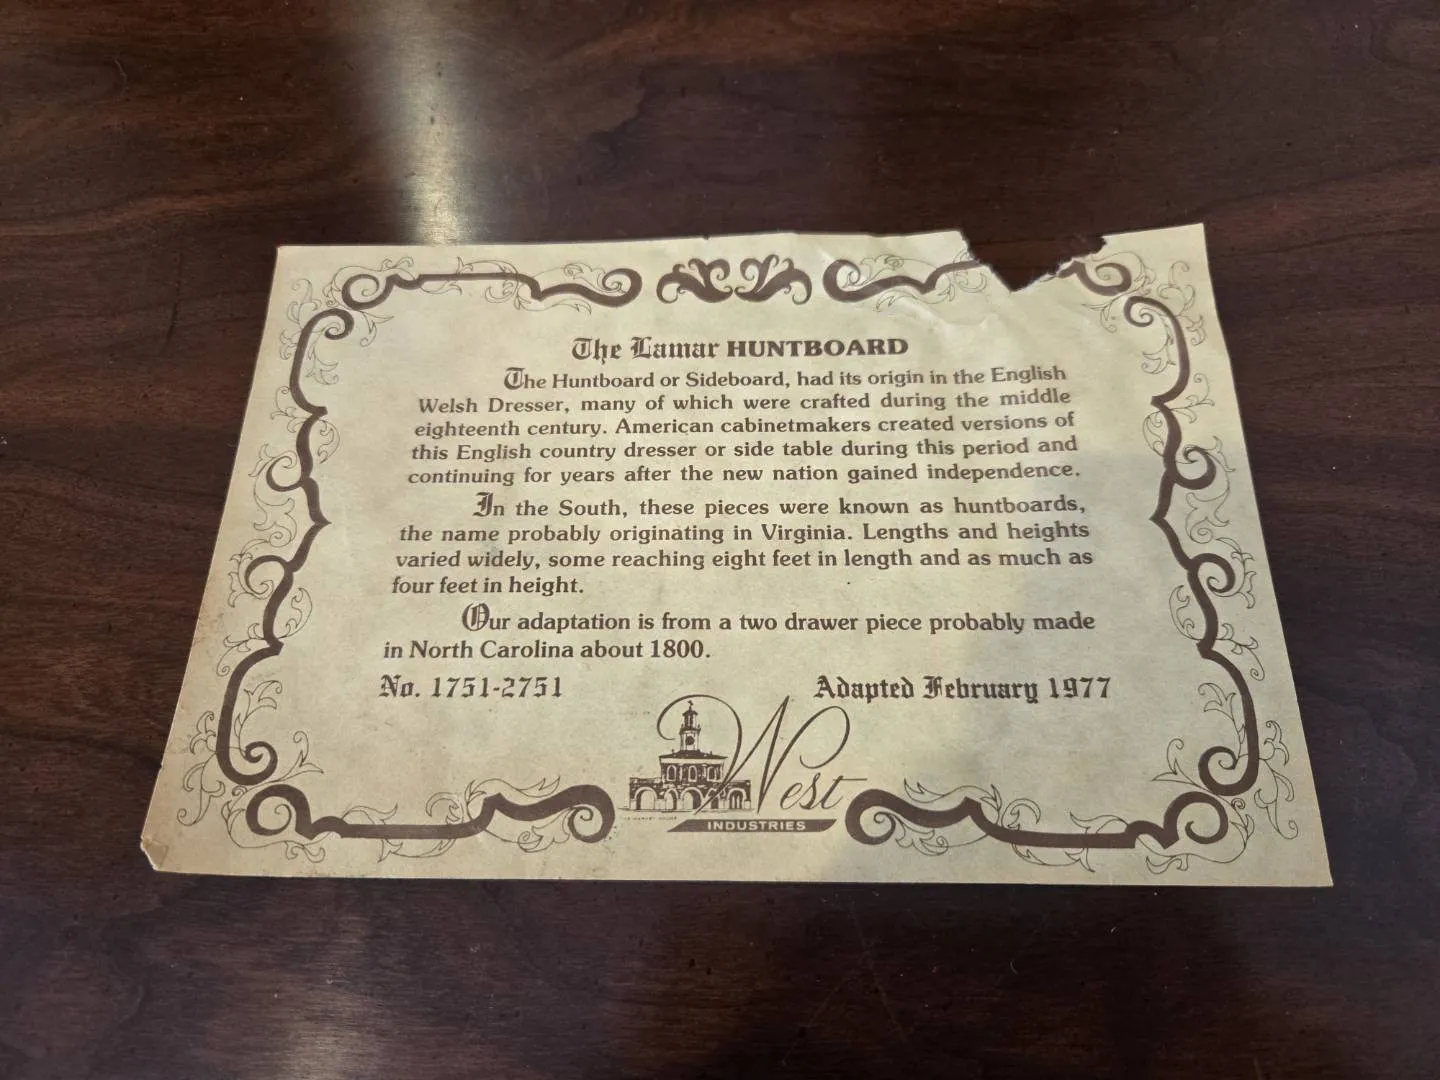 The Lamar HUNTBOARD
The Huntboard or Sideboard, had its origin in the English
Welsh Dresser, many of which were crafted during the middle
eighteenth century. American cabinetmakers created versions of
this English country dresser or side table during this period and
continuing for years after the new nation gained independence.
In the South, these pieces were known as huntboards,
the name probably originating in Virginia. Lengths and heights
varied widely, some reaching eight feet in length and as much as
four feet in height.
Our adaptation is from a two drawer piece probably made
in North Carolina about 1800.
No. 1751-2751 Adapted February 1977
West
INDUSTRIES